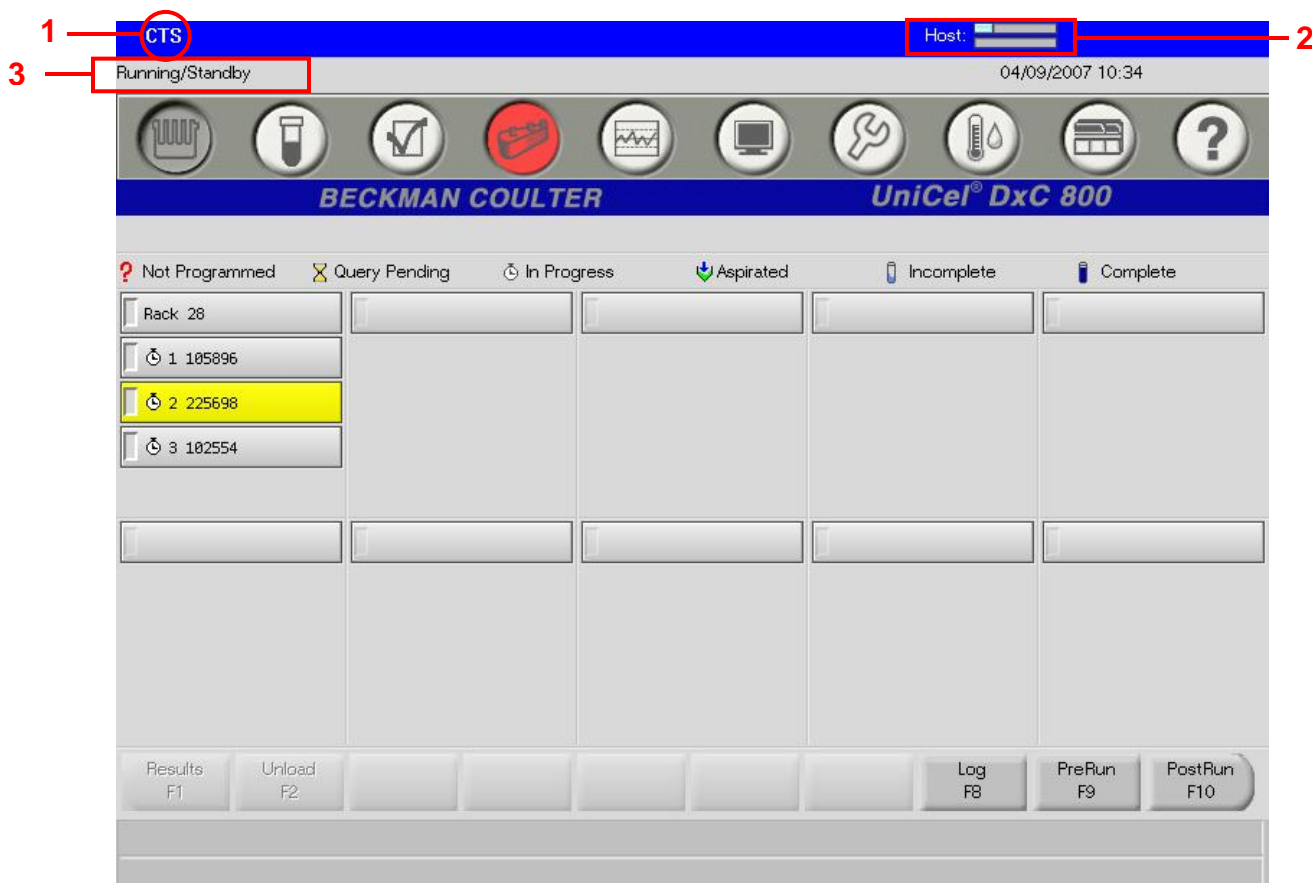 1
CTS
Host:
2
3
Running/Standby
04/09/2007 10:34
?
BECKMAN COULTER
UniCel® DxC 800
? Not Programmed
Query Pending
In Progress
Aspirated
Incomplete
Complete
Rack 28
1 105896
2 225698
3 102554
Results
F1
Unload
F2
Log
F8
PreRun
F9
PostRun
F10